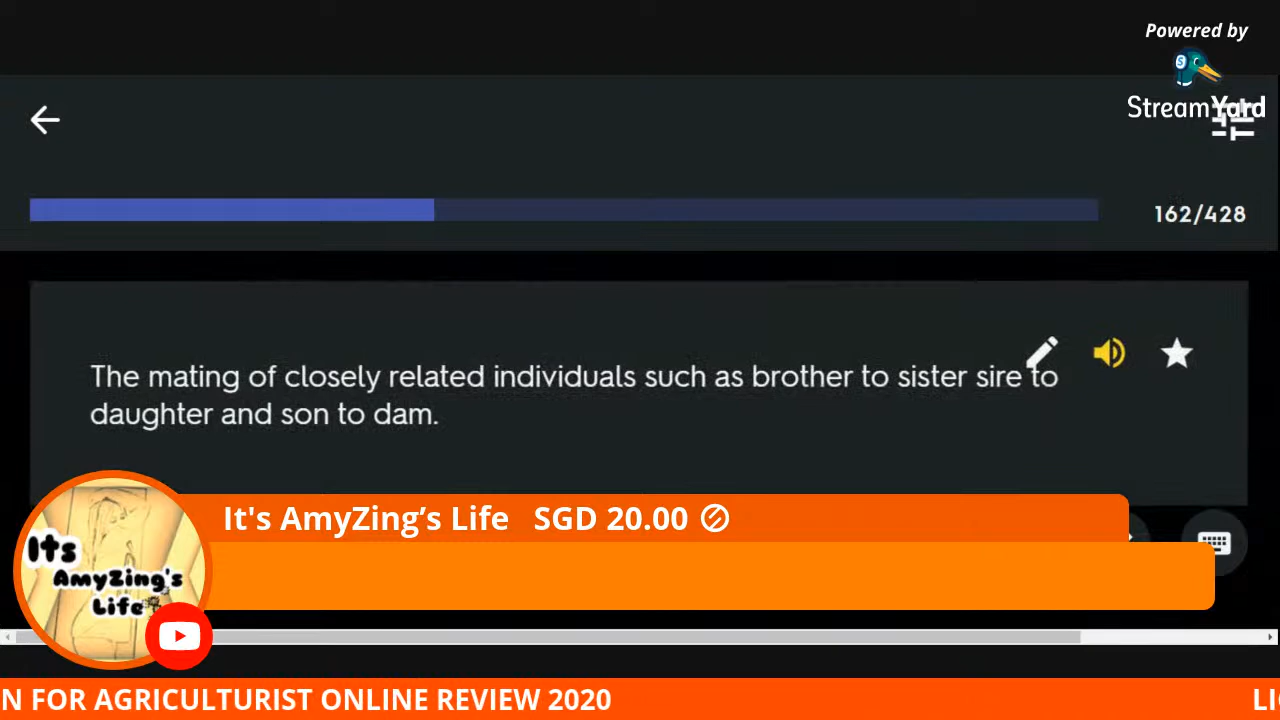 Powered by
StreamYard
162/428
The mating of closely related individuals such as brother to sister sire to
daughter and son to dam.
It's AmyZing’s Life SGD 20.00
Its
AmyZing's
Life
N FOR AGRICULTURIST ONLINE REVIEW 2020
LI